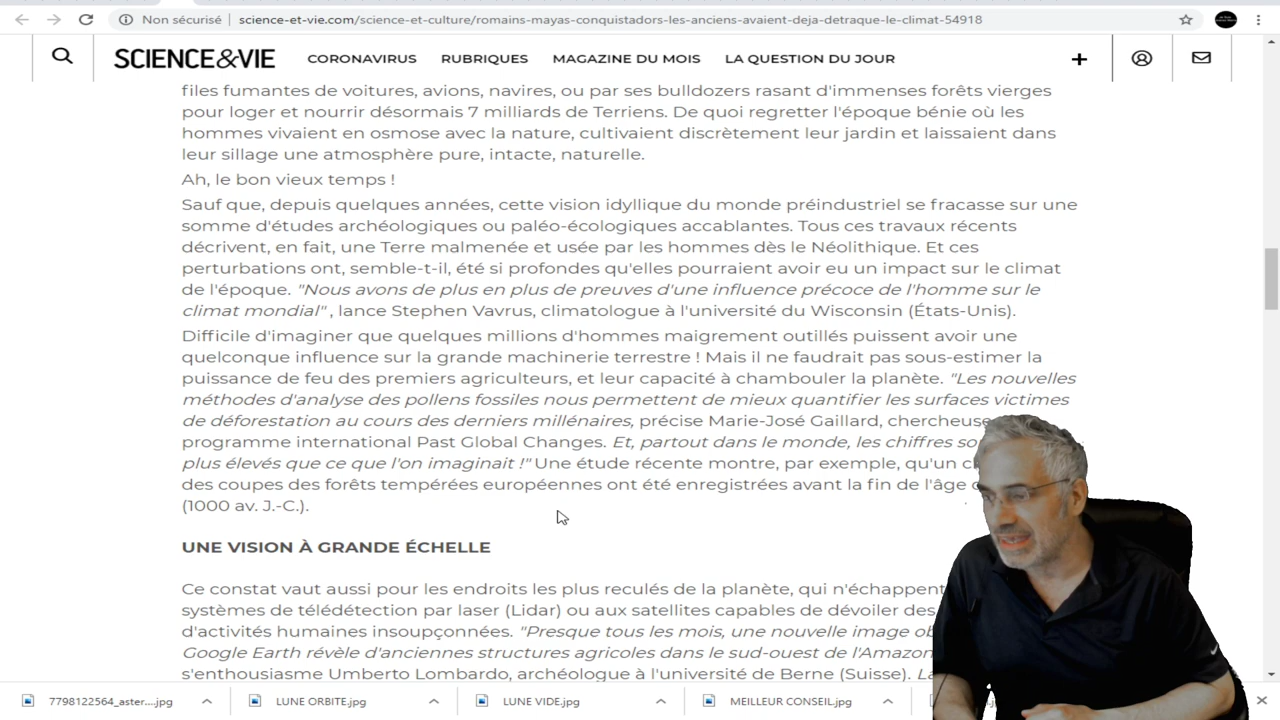 Non sécurisé
science-et-vie.com/science-et-culture/romains-mayas-conquistadors-les-anciens-avaient-deja-detraque-le-climat-54918
SCIENCE&VIE
CORONAVIRUS RUBRIQUES MAGAZINE DU MOIS LA QUESTION DU JOUR
files fumantes de voitures, avions, navires, ou par ses bulldozers rasant d'immenses forêts vierges
pour loger et nourrir désormais 7 milliards de Terriens. De quoi regretter l'époque bénie où les
hommes vivaient en osmose avec la nature, cultivaient discrètement leur jardin et laissaient dans
leur sillage une atmosphère pure, intacte, naturelle.
Ah, le bon vieux temps !
Sauf que, depuis quelques années, cette vision idyllique du monde préindustriel se fracasse sur une
somme d'études archéologiques ou paléo-écologiques accablantes. Tous ces travaux récents
décrivent, en fait, une Terre malmenée et usée par les hommes dès le Néolithique. Et ces
perturbations ont, semble-t-il, été si profondes qu'elles pourraient avoir eu un impact sur le climat
de l'époque. "Nous avons de plus en plus de preuves d'une influence précoce de l'homme sur le
climat mondial" , lance Stephen Vavrus, climatologue à l'université du Wisconsin (États-Unis).
Difficile d'imaginer que quelques millions d'hommes maigrement outillés puissent avoir une
quelconque influence sur la grande machinerie terrestre ! Mais il ne faudrait pas sous-estimer la
puissance de feu des premiers agriculteurs, et leur capacité à chambouler la planète. "Les nouvelles
méthodes d'analyse des pollens fossiles nous permettent de mieux quantifier les surfaces victimes
de déforestation au cours des derniers millénaires, précise Marie-José Gaillard, chercheuse
programme international Past Global Changes. Et, partout dans le monde, les chiffres
plus élevés que ce que l'on imaginait !" Une étude récente montre, par exemple, qu'un
des coupes des forêts tempérées européennes ont été enregistrées avant la fin de l'âge
(1000 av. J.-C.).
UNE VISION À GRANDE ÉCHELLE
Ce constat vaut aussi pour les endroits les plus reculés de la planète, qui n'échappent
systèmes de télédétection par laser (Lidar) ou aux satellites capables de dévoiler des
d'activités humaines insoupçonnées. "Presque tous les mois, une nouvelle image
Google Earth révèle d'anciennes structures agricoles dans le sud-ouest de
s'enthousiasme Umberto Lombardo, archéologue à l'université de Berne (Suisse).
7798122564_aster....jpg LUNE ORBITE.jpg LUNE VIDE.jpg MEILLEUR CONSEIL.jpg